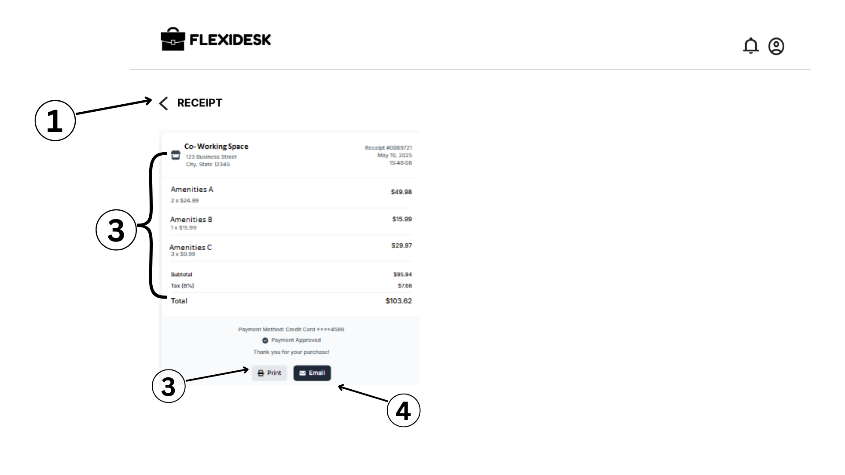 FLEXIDESK
1
RECEIPT
Co- Working Space
123 Business Street
City, State 12345
Receipt #0089721
May 19, 2025
15:48:08
3
Amenities A
2 x $24.99
$49.98
Amenities B
1 x $15.99
$15.99
Amenities C
3 x $9.99
$29.97
Subtotal
$95.94
Tax (8%)
$7.68
Total
$103.62
Payment Method: Credit Card ****4589
Payment Approved
Thank you for your purchase!
3
Print
Email
4